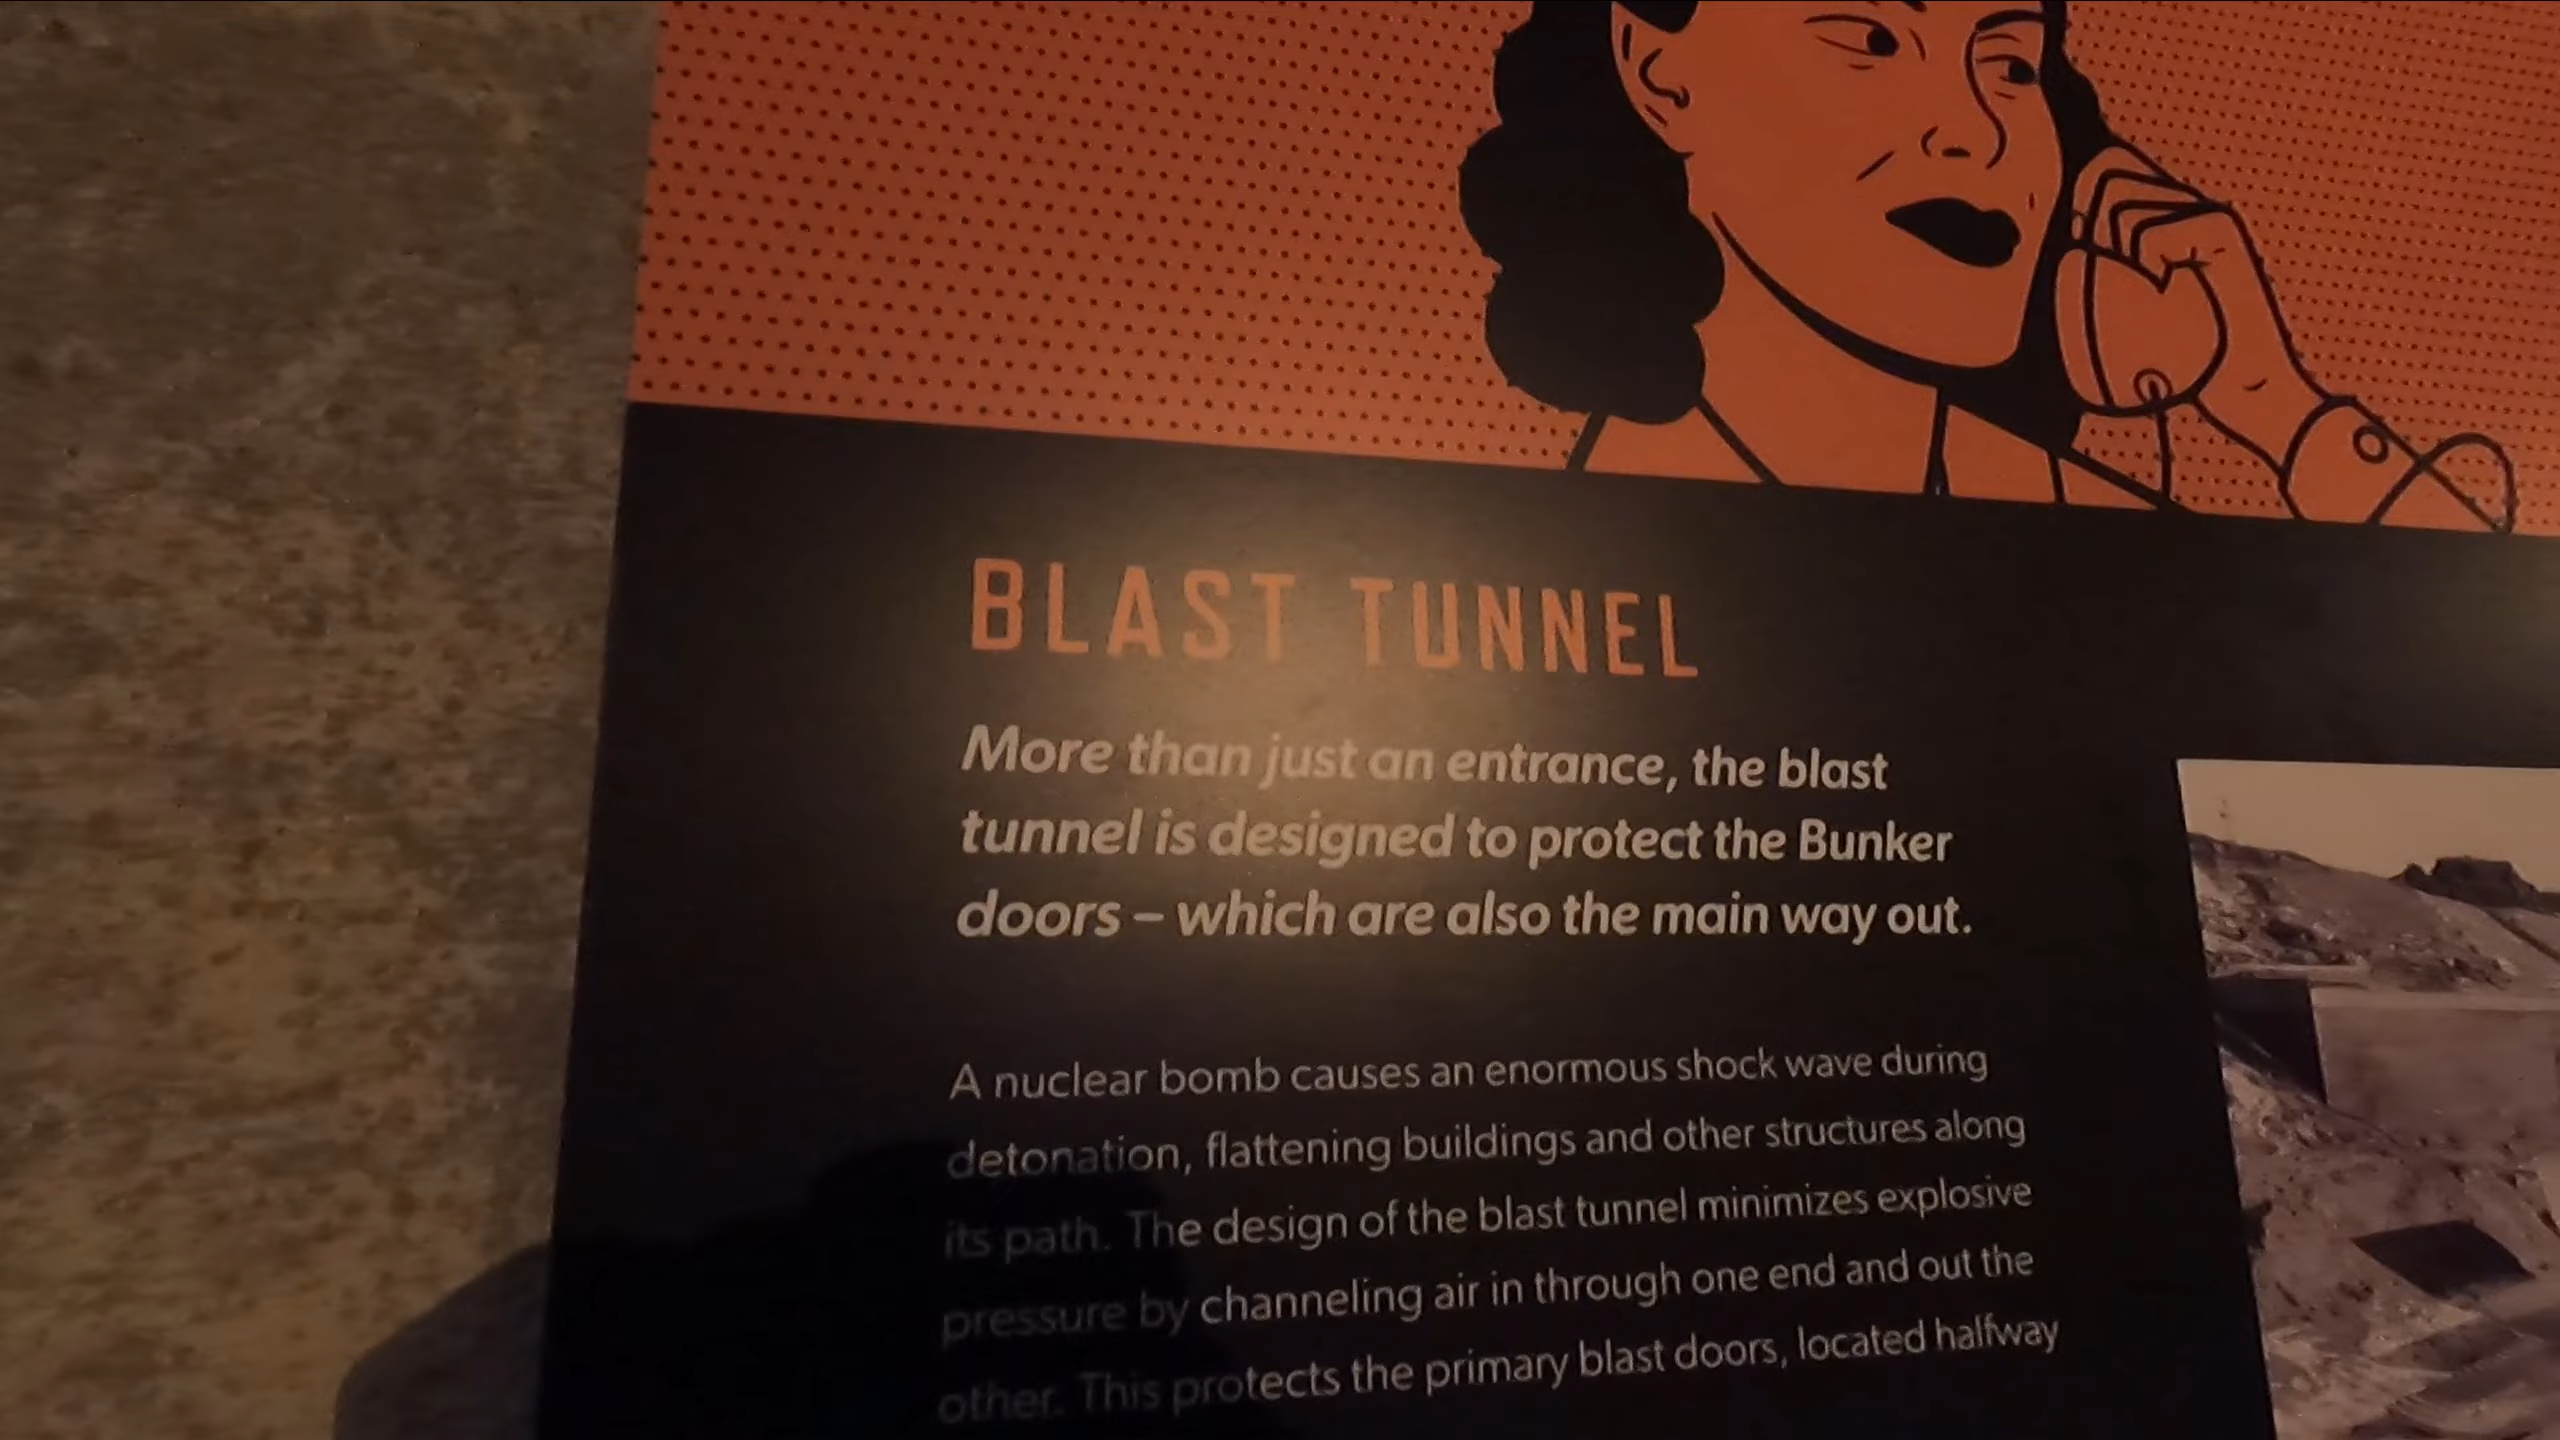 BLAST TUNNEL
More than just an entrance, the blast
tunnel is designed to protect the Bunker
doors – which are also the main way out.
A nuclear bomb causes an enormous shock wave during
detonation, flattening buildings and other structures along
its path. The design of the blast tunnel minimizes explosive
pressure by channeling air in through one end and out the
other. This protects the primary blast doors, located halfway